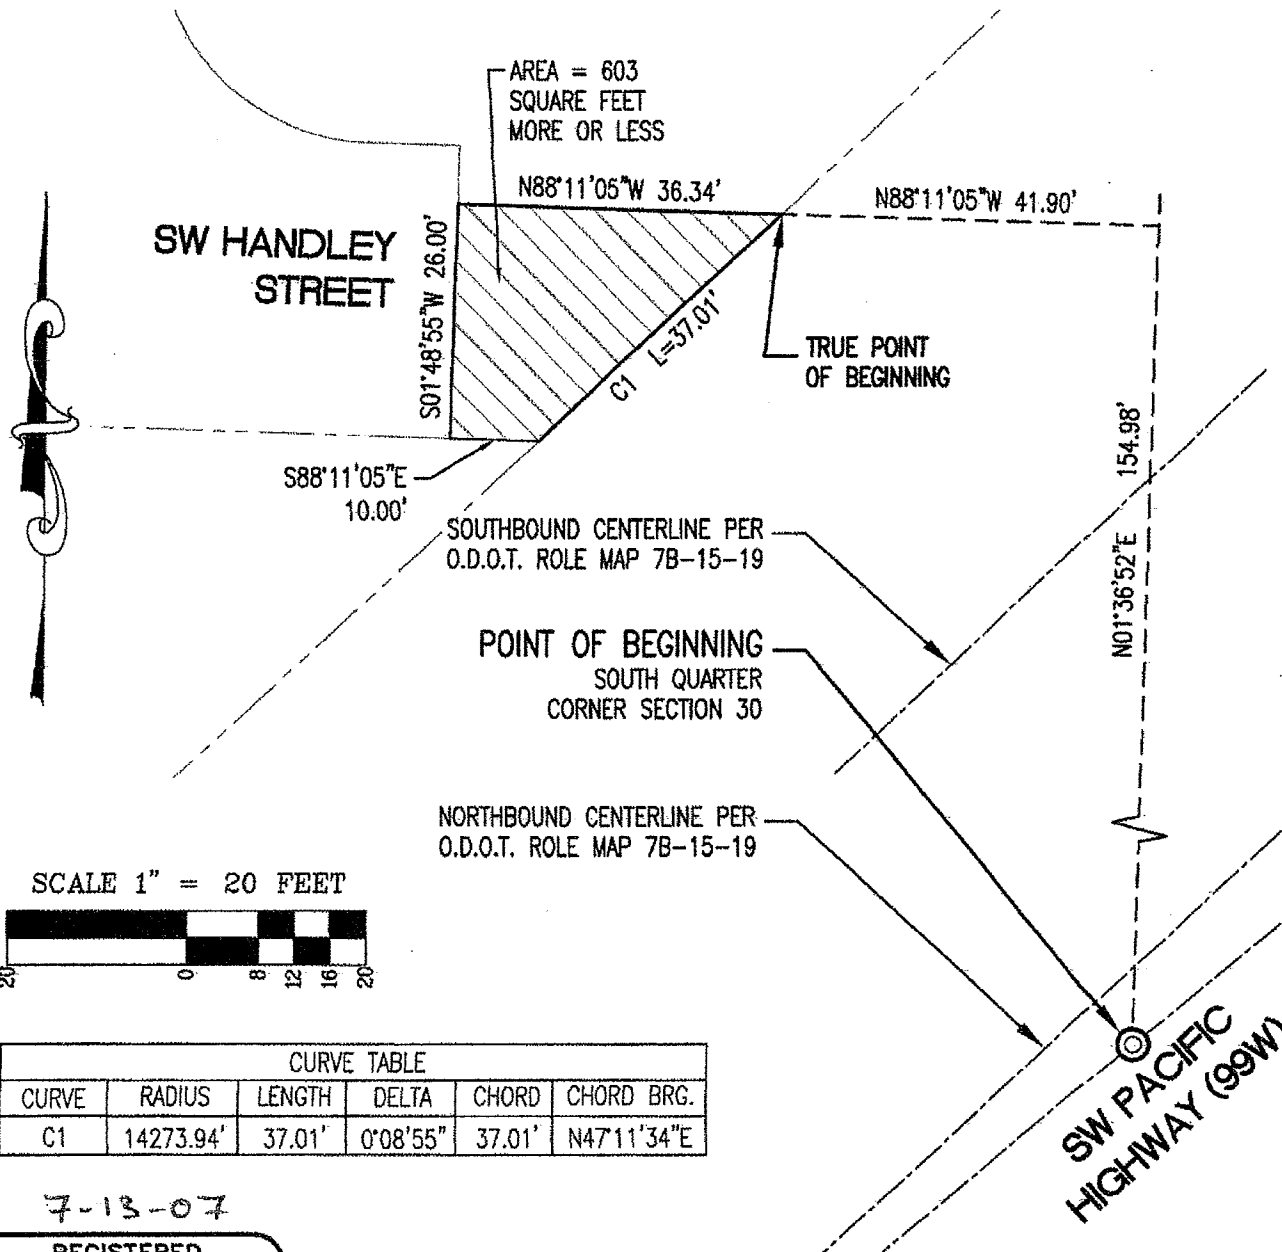 AREA = 603
SQUARE FEET
MORE OR LESS
N88°11'05"W 36.34'
N88°11'05"W 41.90'
SW HANDLEY
STREET
S01°48'55"W 26.00'
C1 L=37.01'
TRUE POINT
OF BEGINNING
S88°11'05"E
10.00'
N01°36'52"E 154.98'
SOUTHBOUND CENTERLINE PER
O.D.O.T. ROLE MAP 7B-15-19
POINT OF BEGINNING
SOUTH QUARTER
CORNER SECTION 30
NORTHBOUND CENTERLINE PER
O.D.O.T. ROLE MAP 7B-15-19
SCALE 1" = 20 FEET
20 0 8 12 16 20
SW PACIFIC
HIGHWAY (99W)
CURVE TABLE
CURVE RADIUS LENGTH DELTA CHORD CHORD BRG.
C1 14273.94' 37.01' 0°08'55" 37.01' N47°11'34"E
7-13-07
REGISTERED